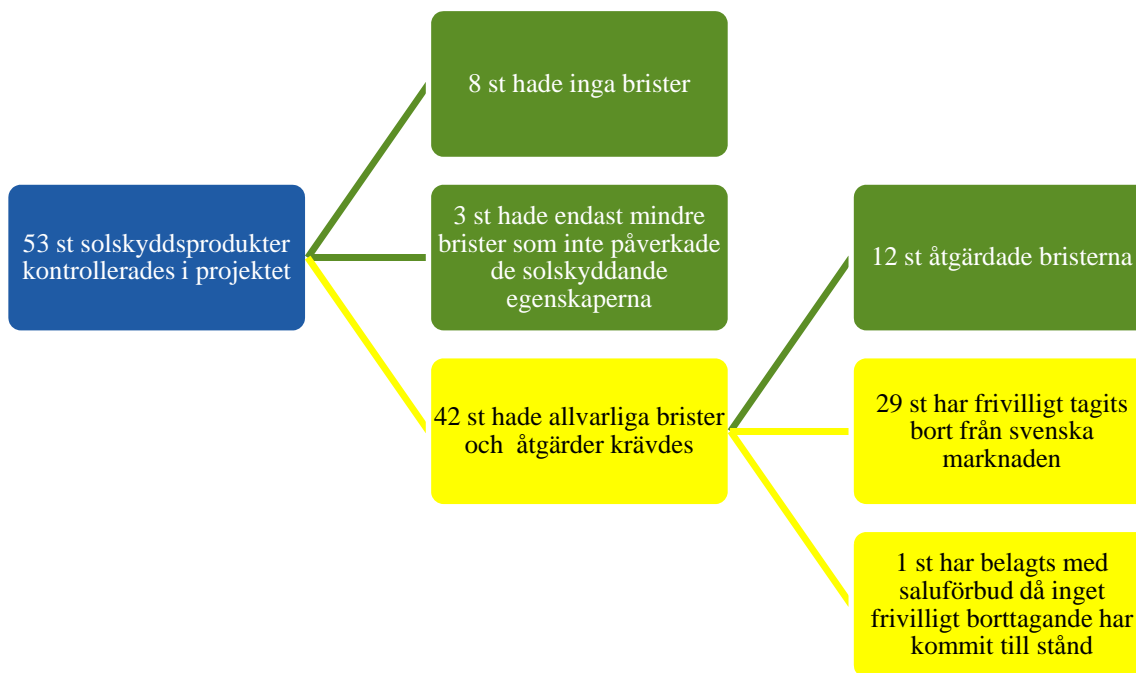 53 st solskyddsprodukter
kontrollerades i projektet
8 st hade inga brister
3 st hade endast mindre
brister som inte påverkade
de solskyddande
egenskaperna
42 st hade allvarliga brister
och åtgärder krävdes
12 st åtgärdade bristerna
29 st har frivilligt tagits
bort från svenska
marknaden
1 st har belagts med
saluförbud då inget
frivilligt borttagande har
kommit till stånd